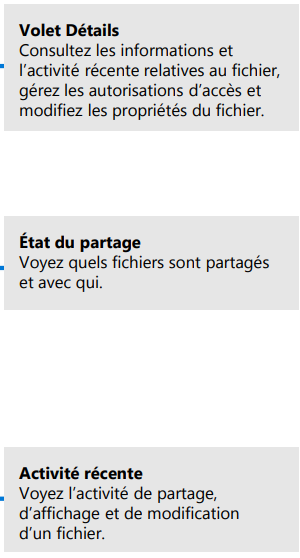 Volet Détails
Consultez les informations et
l’activité récente relatives au fichier,
gérez les autorisations d’accès et
modifiez les propriétés du fichier.
État du partage
Voyez quels fichiers sont partagés
et avec qui.
Activité récente
Voyez l’activité de partage,
d’affichage et de modification
d’un fichier.